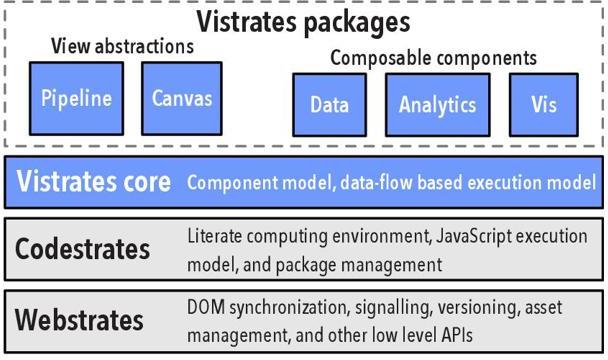 Vistrates packages
View abstractions
Composable components
Pipeline
Canvas
Data
Analytics
Vis
Vistrates core
Component model, data-flow based execution model
Codestrates
Literate computing environment, JavaScript execution
model, and package management
Webstrates
DOM synchronization, signalling, versioning, asset
management, and other low level APIs